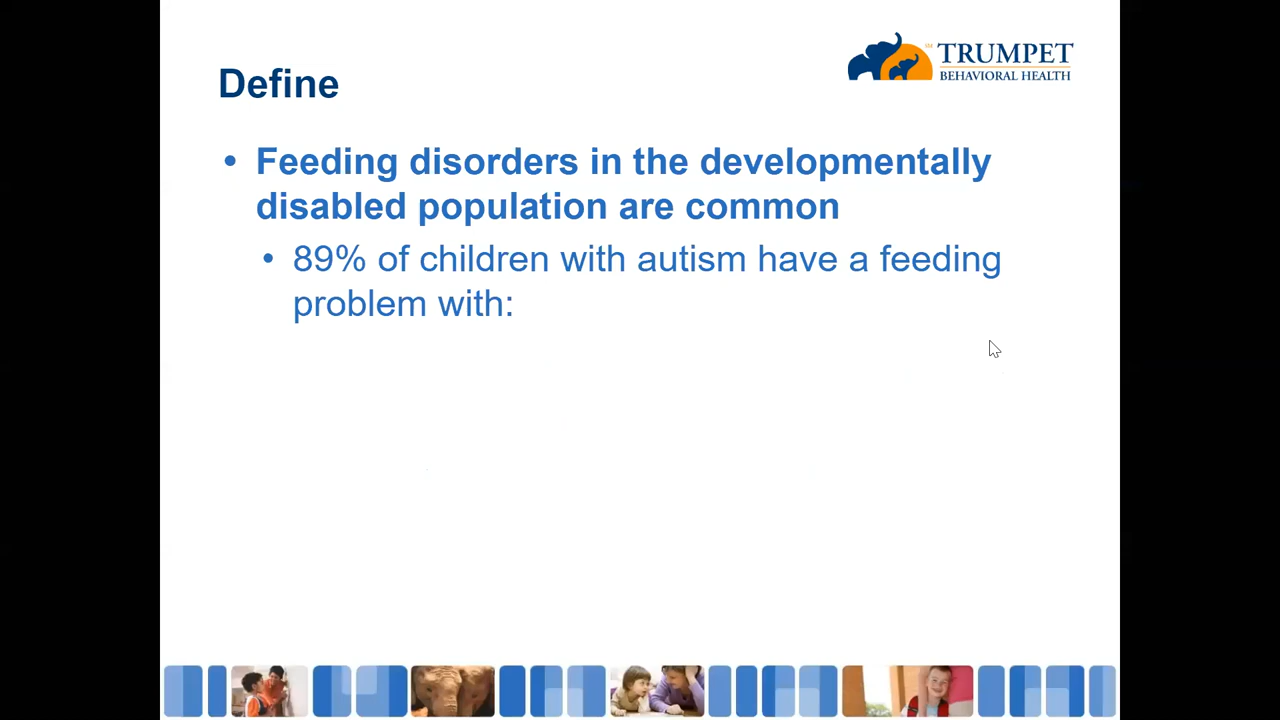 Define
SM TRUMPET
BEHAVIORAL HEALTH
• Feeding disorders in the developmentally
disabled population are common
• 89% of children with autism have a feeding
problem with: